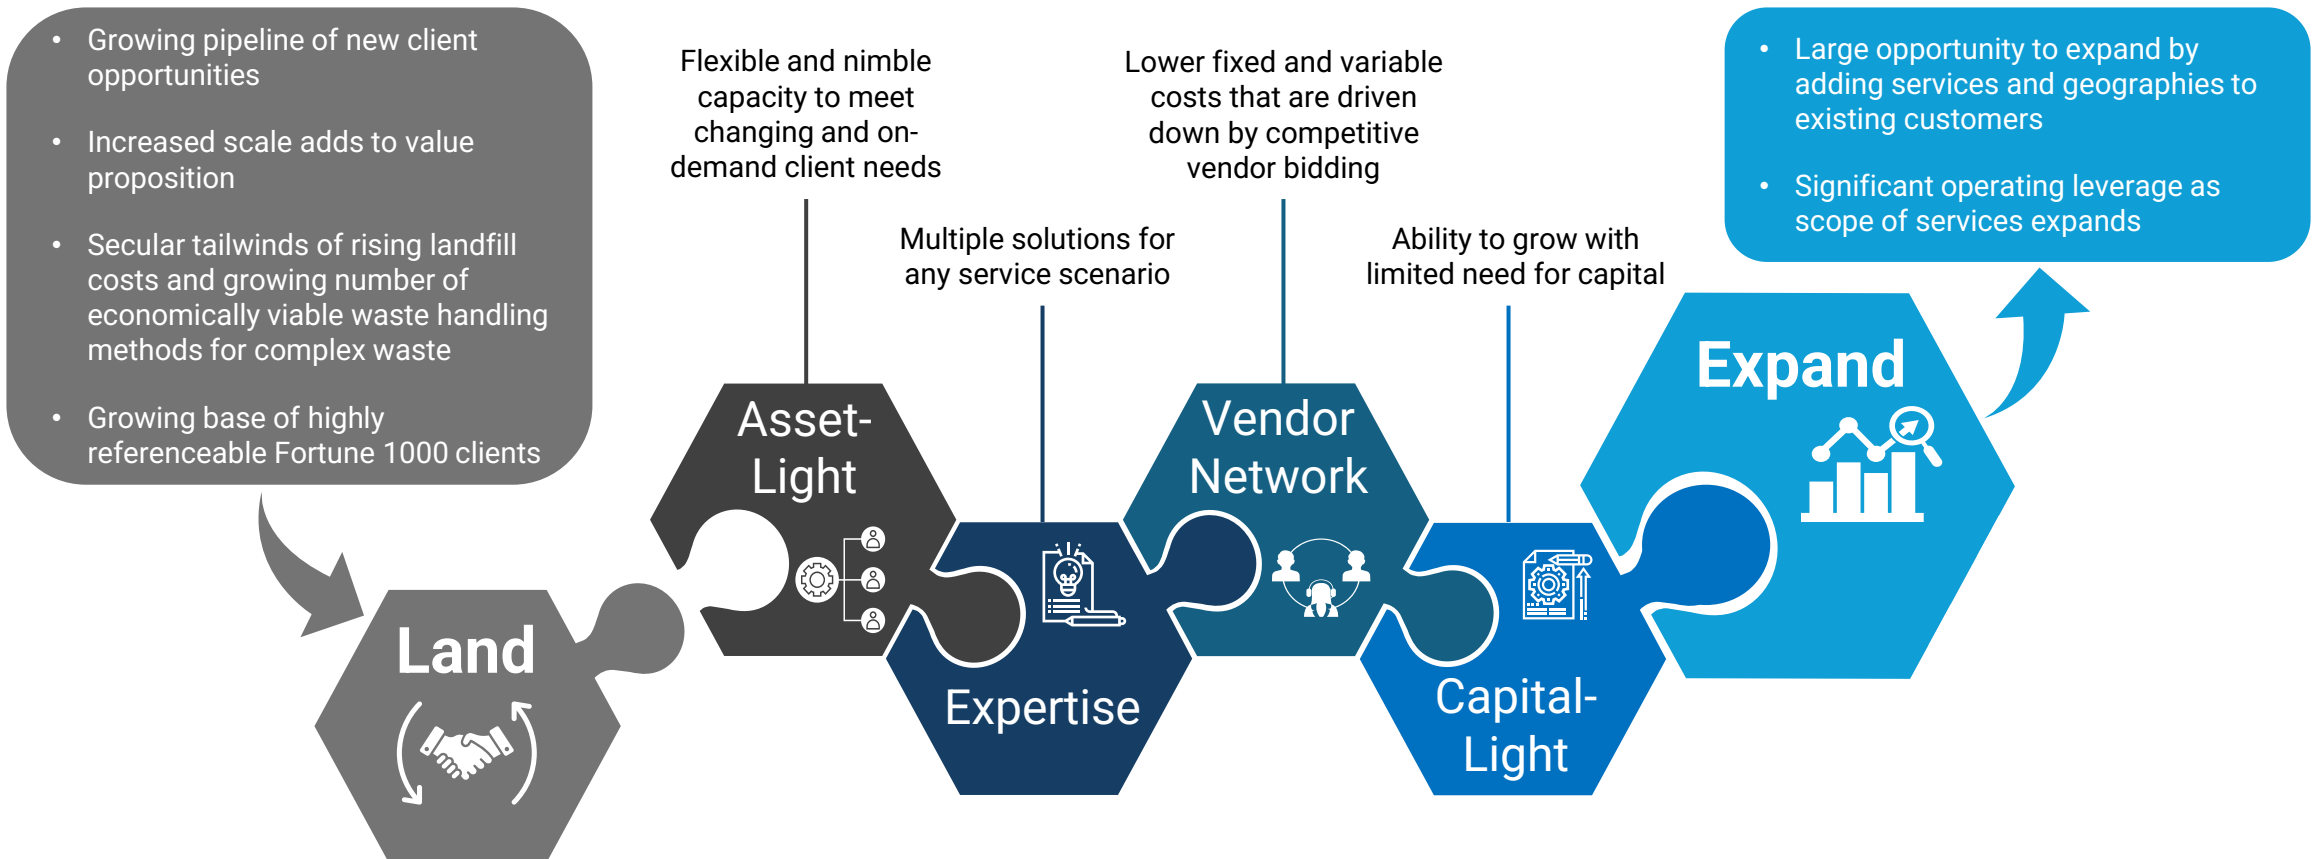 • Growing pipeline of new client
opportunities
• Increased scale adds to value
proposition
• Secular tailwinds of rising landfill
costs and growing number of
economically viable waste handling
methods for complex waste
• Growing base of highly
referenceable Fortune 1000 clients
Land
Flexible and nimble
capacity to meet
changing and on-
demand client needs
Asset-
Light
Multiple solutions for
any service scenario
Expertise
Lower fixed and variable
costs that are driven
down by competitive
vendor bidding
Vendor
Network
Ability to grow with
limited need for capital
Capital-
Light
Expand
• Large opportunity to expand by
adding services and geographies to
existing customers
• Significant operating leverage as
scope of services expands